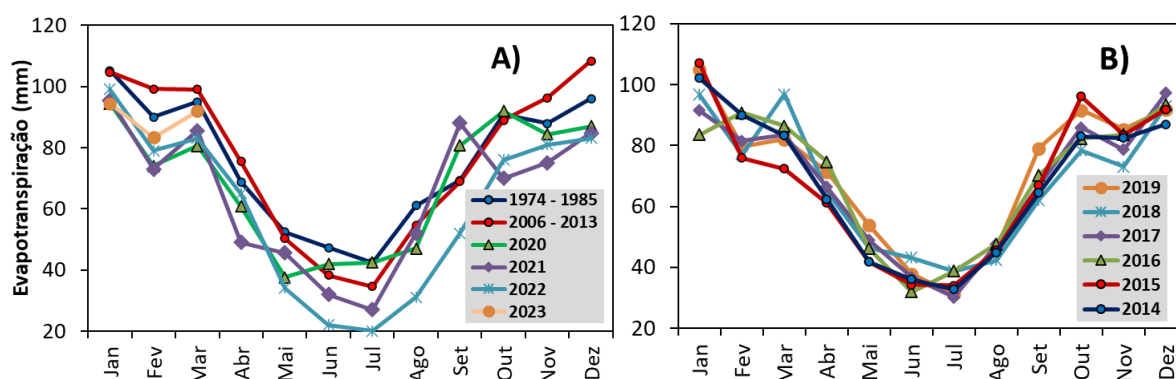 Evapotranspiração (mm)
120
100
80
60
40
20
A)
1974 - 1985
2006 - 2013
2020
2021
2022
2023
Jan
Fev
Mar
Abr
Mai
Jun
Jul
Ago
Set
Out
Nov
Dez
120
100
80
60
40
20
B)
2019
2018
2017
2016
2015
2014
Jan
Fev
Mar
Abr
Mai
Jun
Jul
Ago
Set
Out
Nov
Dez